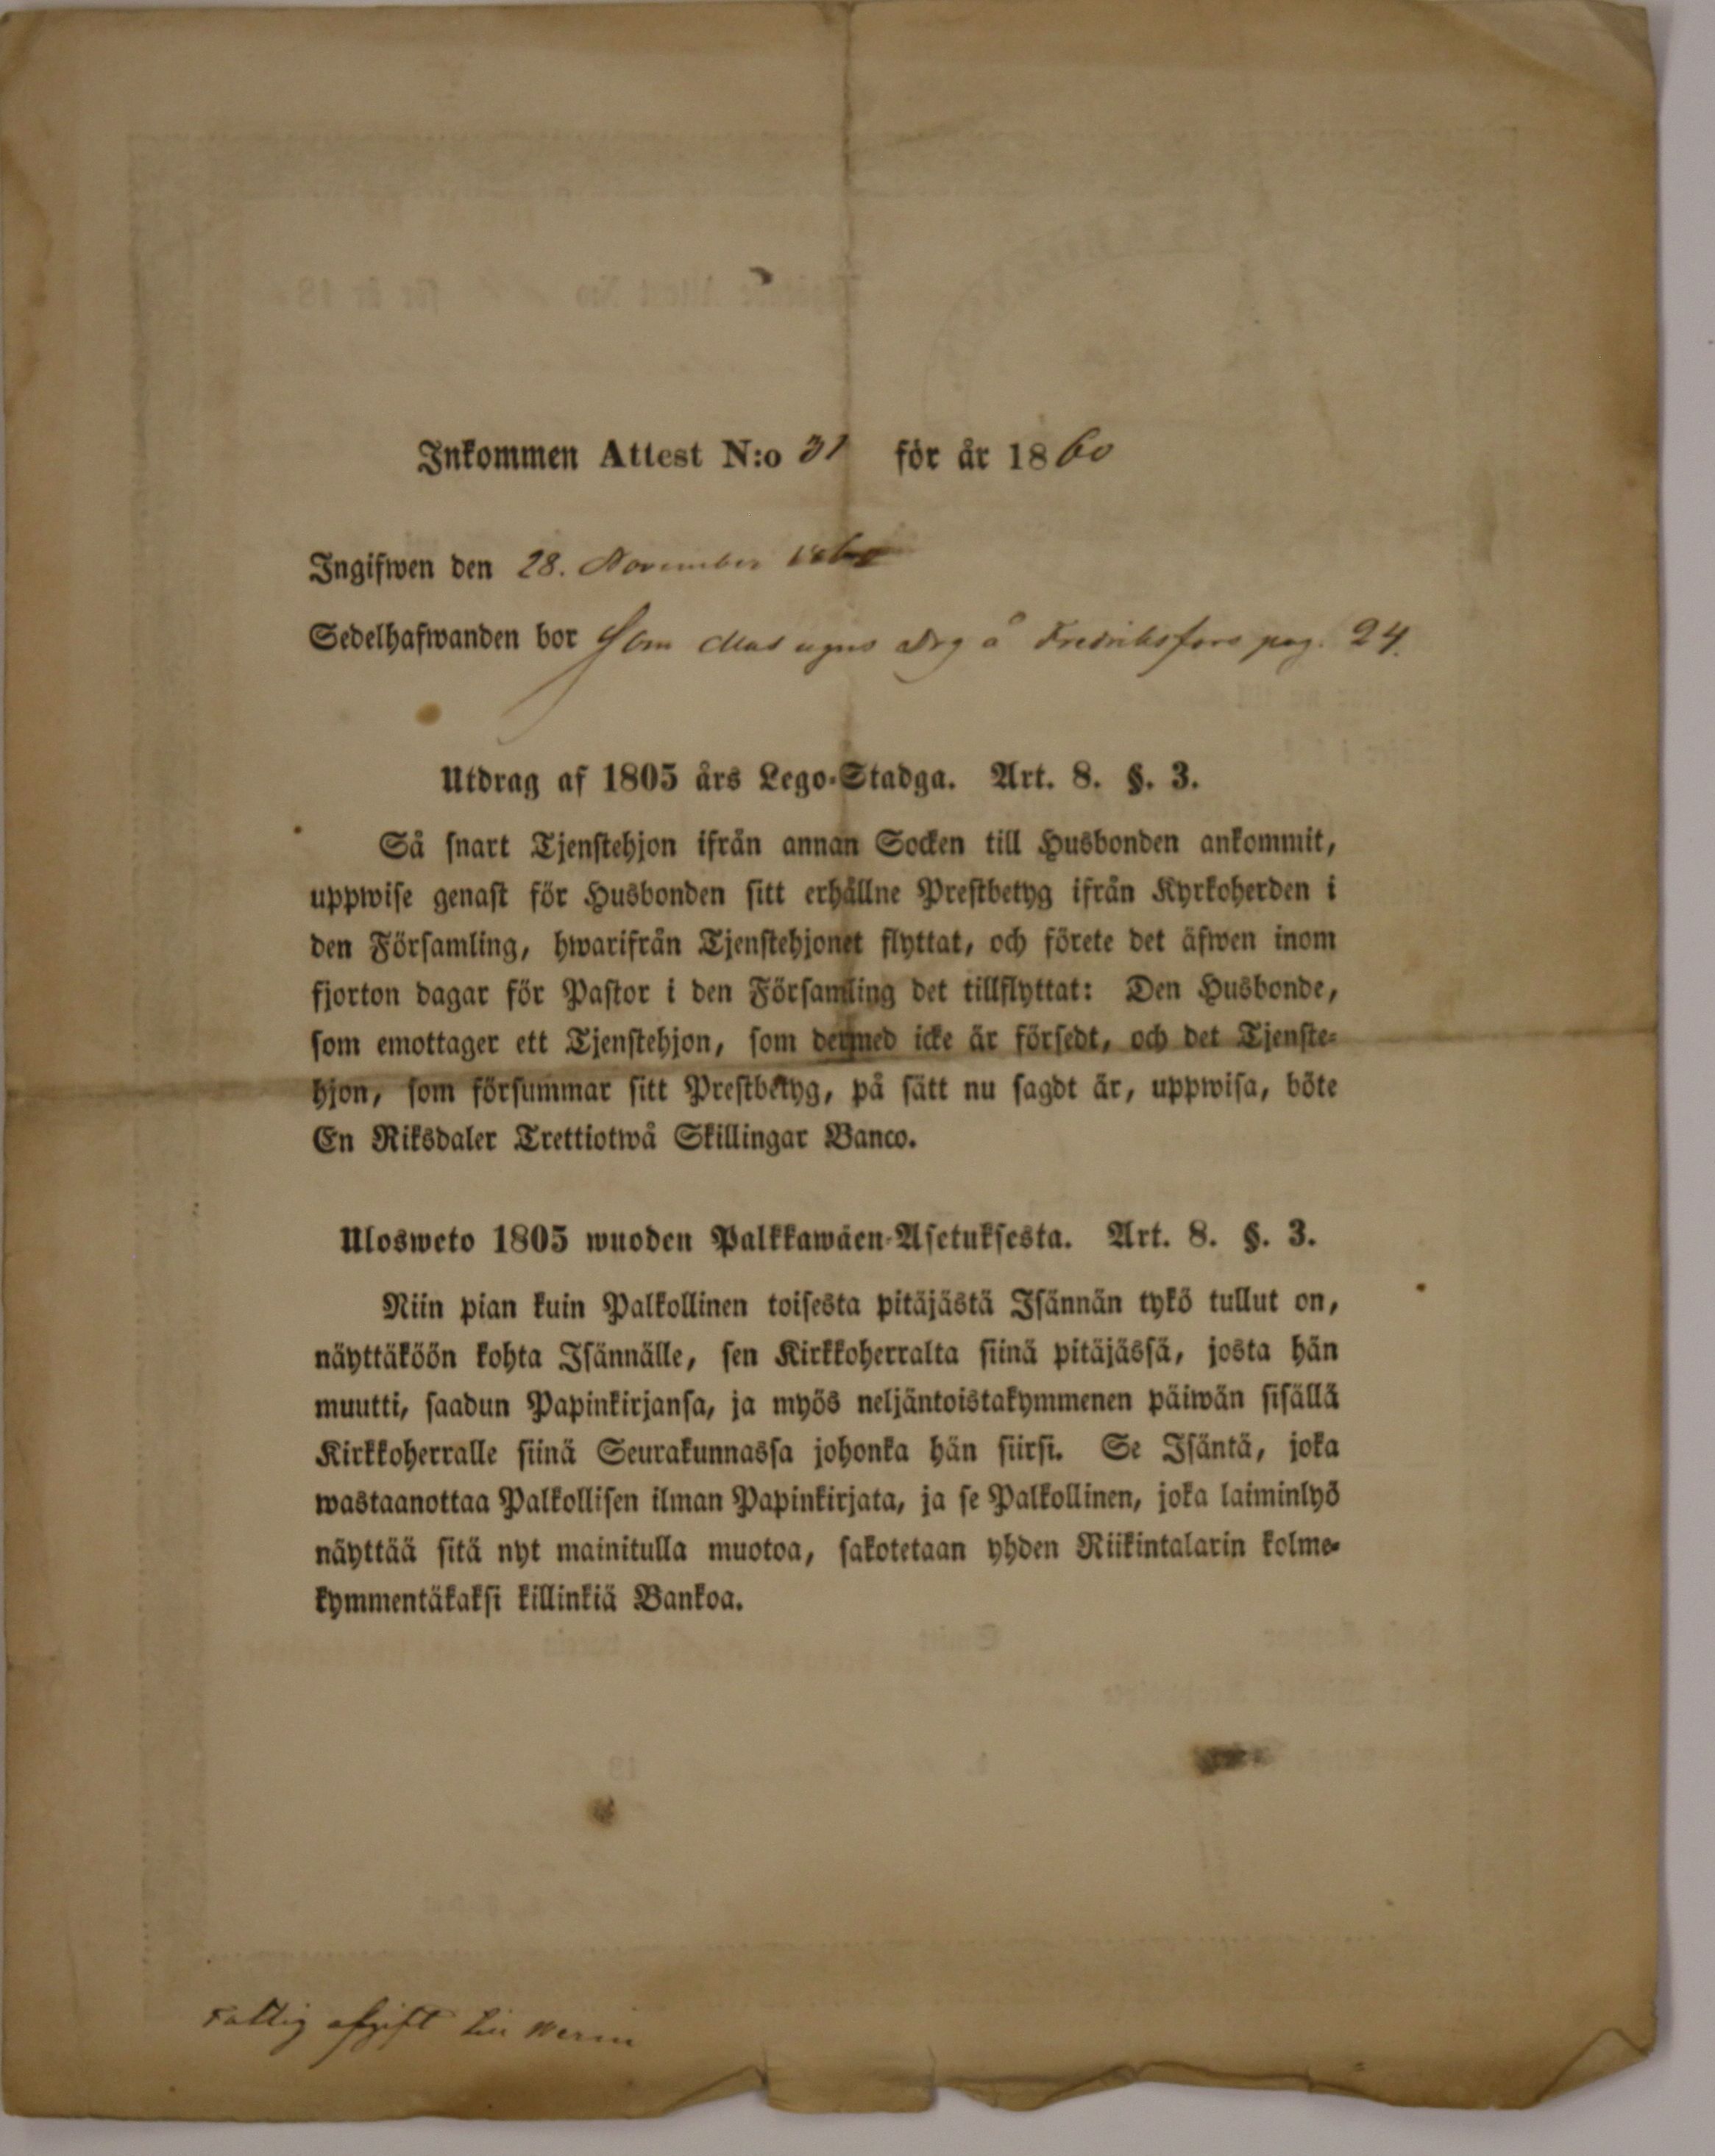 Inkommen Attest N:o 31 för år 1860
Ingifwen den 28. November 1860
Sedelhafwanden bor Som Masugns Drg å Fredriksfors pag. 24.
Utdrag af 1805 års Lego-Stadga. Art. 8. §. 3.
Så snart Tjenstehjon ifrån annan Socken till Husbonden ankommit,
uppwise genast för Husbonden sitt erhållne Prestbetyg ifrån Kyrkoherden i
den Församling, hwarifrån Tjenstehjonet flyttat, och förete det äfwen inom
fjorton dagar för Pastor i den Församling det tillflyttat: Den Husbonde,
som emottager ett Tjenstehjon, som dermed icke är försedt, och det Tjenste-
hjon, som försummar sitt Prestbetyg, på sätt nu sagdt är, uppwisa, böte
En Riksdaler Trettiotwå Skillingar Banco.
Ulosweto 1805 wuoden Palkkawäen-Asetuksesta. Art. 8. §. 3.
Niin pian kuin Palkollinen toisesta pitäjästä Isännän tykö tullut on,
näyttäköön kohta Isännälle, sen Kirkkoherralta siinä pitäjässä, josta hän
muutti, saadun Papinkirjansa, ja myös neljäntoistakymmenen päiwän sisällä
Kirkkoherralle siinä Seurakunnassa johonka hän siirsi. Se Isäntä, joka
wastaanottaa Palkollisen ilman Papinkirjata, ja se Palkollinen, joka laiminlyö
näyttää sitä nyt mainitulla muotoa, sakotetaan yhden Riikintalarin kolme-
kymmentäkaksi killinkiä Bankoa.
Fattig afgift